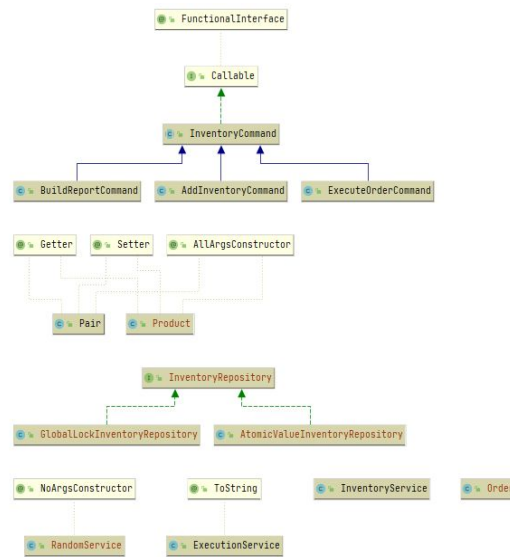 FunctionalInterface
Callable
InventoryCommand
BuildReportCommand AddInventoryCommand ExecuteOrderCommand
Getter Setter AllArgsConstructor
Pair Product
InventoryRepository
GlobalLockInventoryRepository AtomicValueInventoryRepository
NoArgsConstructor ToString InventoryService Orde
RandomService ExecutionService